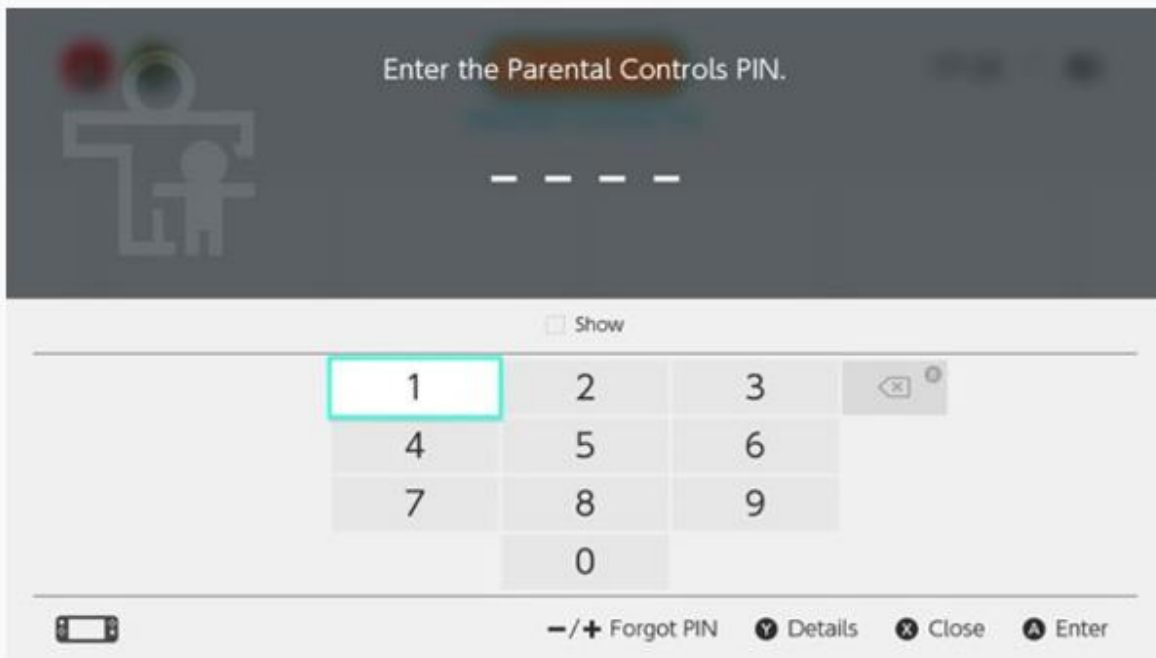 Enter the Parental Controls PIN.
Show
1 2 3
4 5 6
7 8 9
0
−/+ Forgot PIN Y Details X Close A Enter